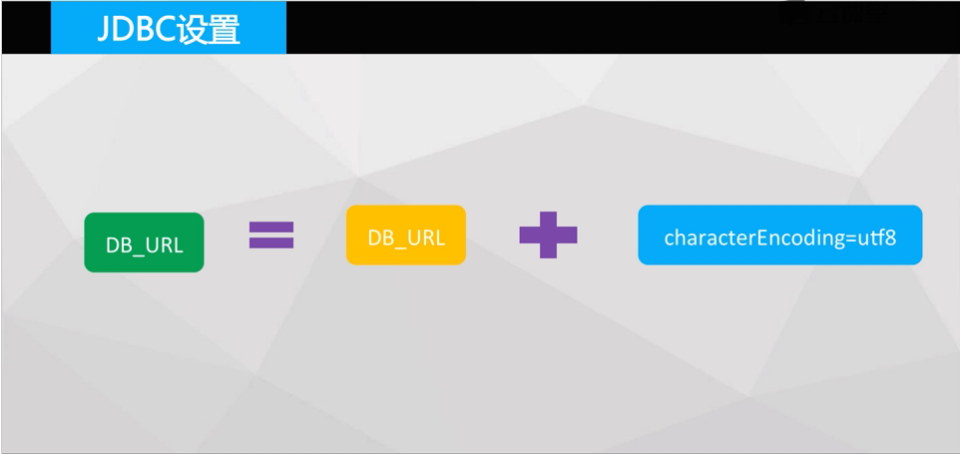 JDBC设置
DB_URL
=
DB_URL
+
characterEncoding=utf8